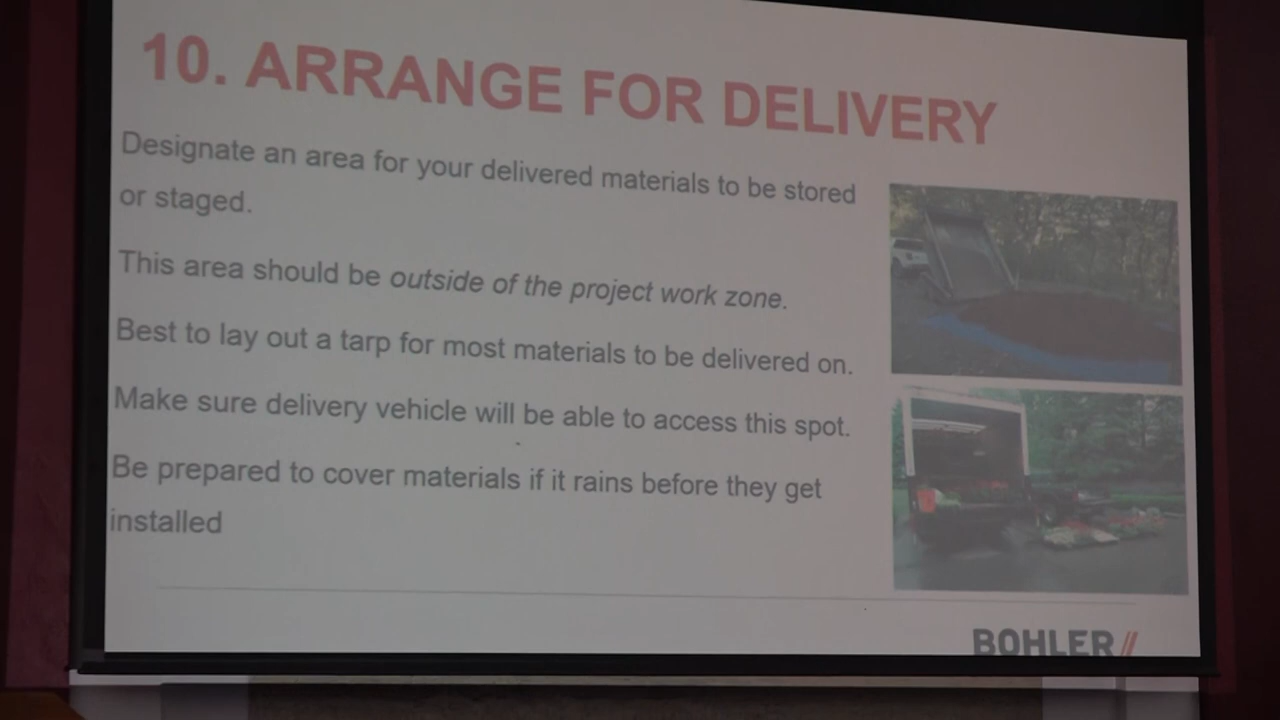 10. ARRANGE FOR DELIVERY
Designate an area for your delivered materials to be stored
or staged.
This area should be outside of the project work zone.
Best to lay out a tarp for most materials to be delivered on.
Make sure delivery vehicle will be able to access this spot.
Be prepared to cover materials if it rains before they get
installed
BOHLER //